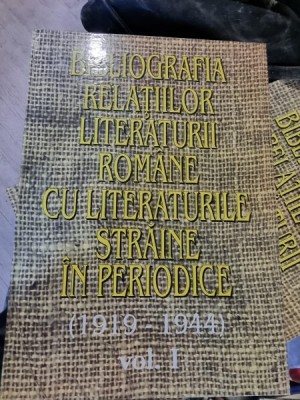 BIBLIOGRAFIA
RELAȚIILOR
LITERATURII
ROMÂNE
CU LITERATURILE
STRĂINE
ÎN PERIODICE
(1919 - 1944)
vol. I